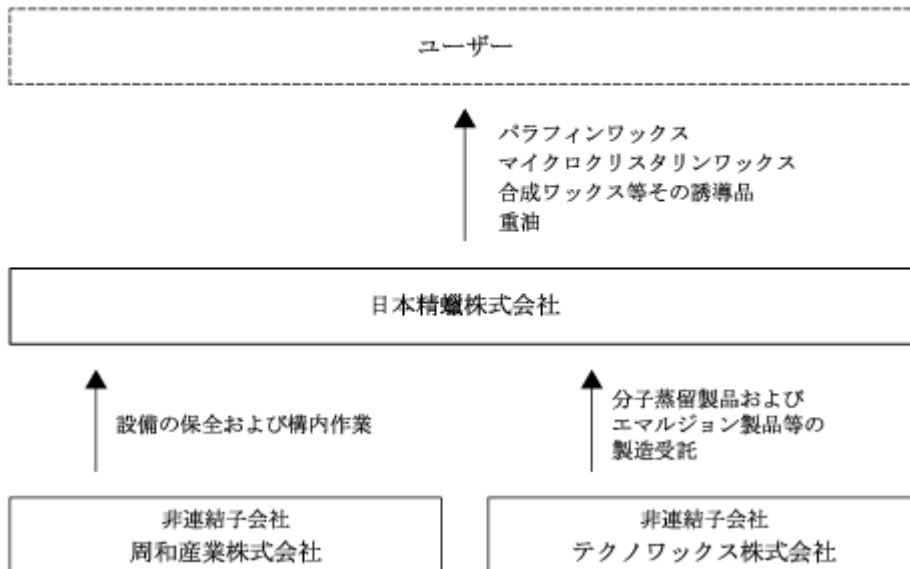 ユーザー
パラフィンワックス
マイクロクリスタリンワックス
合成ワックス等その誘導品
重油
日本精蠟株式会社
設備の保全および構内作業
分子蒸留製品および
エマルジョン製品等の
製造受託
非連結子会社
周和産業株式会社
非連結子会社
テクノワックス株式会社